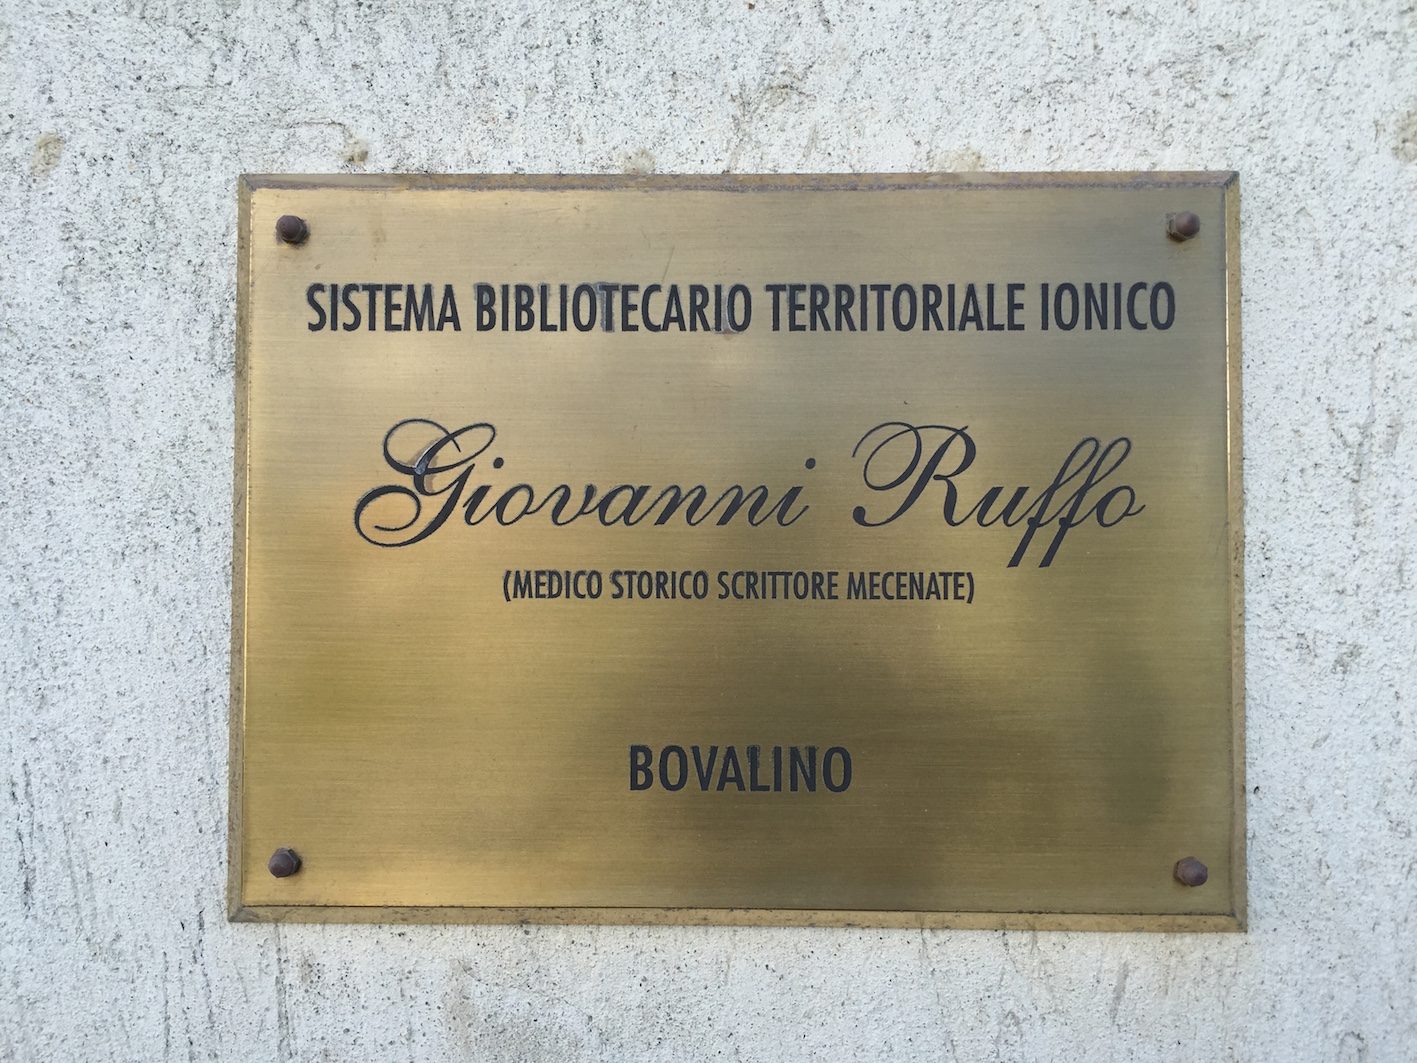 SISTEMA BIBLIOTECARIO TERRITORIALE IONICO
Giovanni Ruffo
(MEDICO STORICO SCRITTORE MECENATE)
BOVALINO